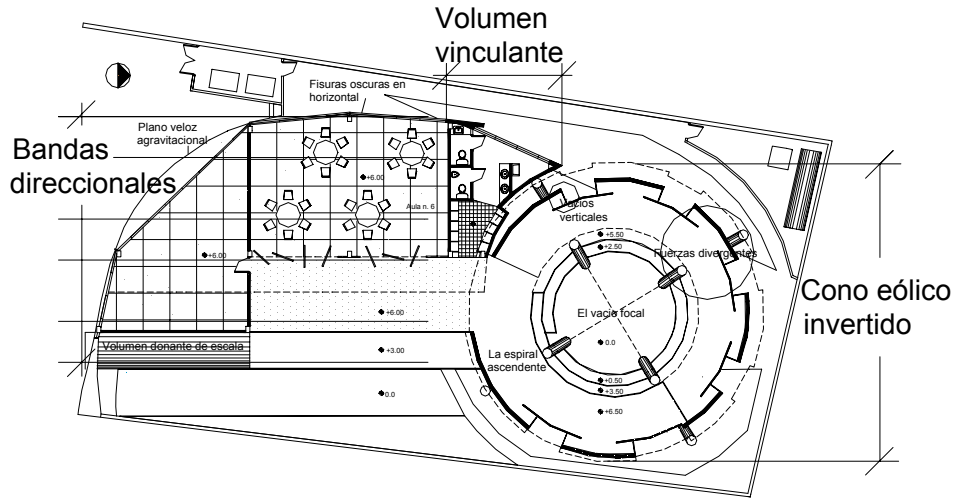 Volumen
vinculante
Fisuras oscuras en
horizontal
Plano veloz
agravitacional
Bandas
direccionales
+6.00
Aula n. 6
Vacios
verticales
+5.50
+2.50
Fuerzas divergentes
+6.00
Cono eólico
invertido
+6.00
El vacio focal
Volumen donante de escala
+3.00
0.0
La espiral
ascendente
+0.50
+3.50
0.0
+6.50